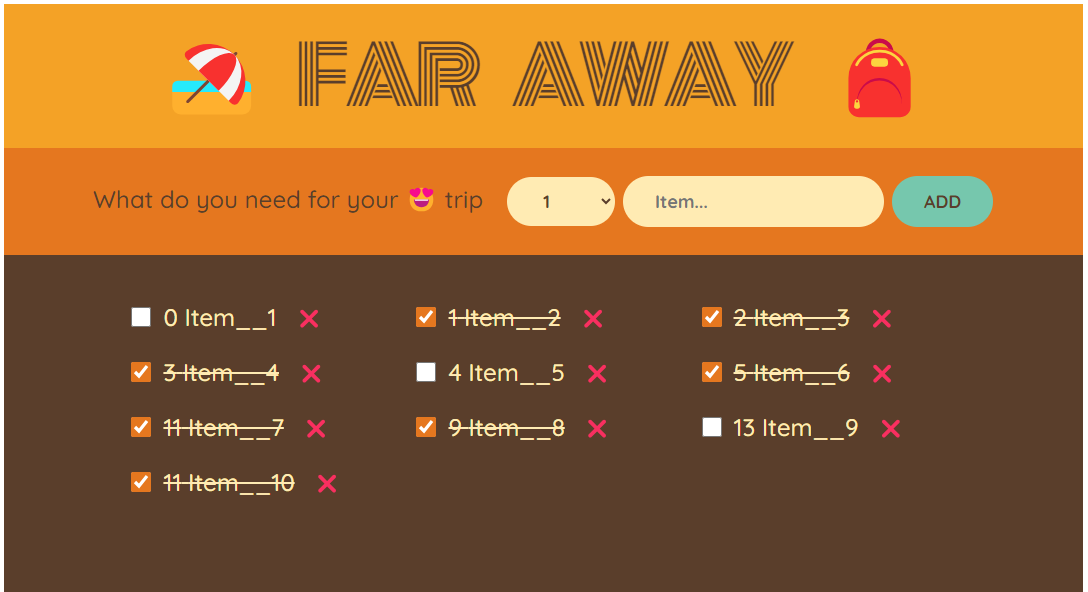 FAR AWAY
What do you need for your 😍 trip 1 Item... ADD
0 Item__1 ❌ 1 Item__2 ❌ 2 Item__3 ❌
3 Item__4 ❌ 4 Item__5 ❌ 5 Item__6 ❌
11 Item__7 ❌ 9 Item__8 ❌ 13 Item__9 ❌
11 Item__10 ❌